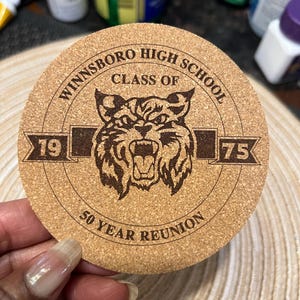 WINNSBORO HIGH SCHOOL
CLASS OF
19 75
50 YEAR REUNION